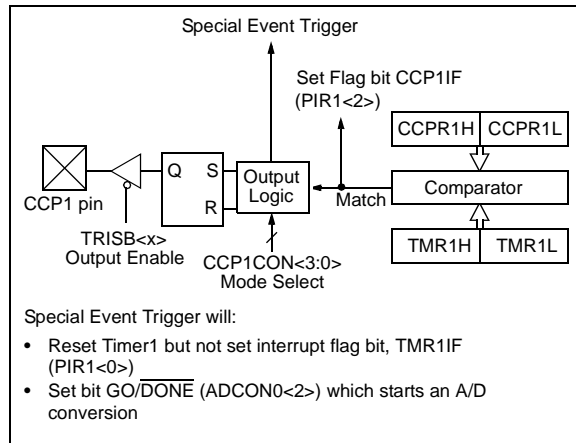 Special Event Trigger
Set Flag bit CCP1IF
(PIR1<2>)
CCPR1H CCPR1L
Q S Output
Logic
R
Match
Comparator
CCP1 pin
TRISB<x>
Output Enable
CCP1CON<3:0>
Mode Select
TMR1H TMR1L
Special Event Trigger will:
• Reset Timer1 but not set interrupt flag bit, TMR1IF
(PIR1<0>)
• Set bit GO/DONE (ADCON0<2>) which starts an A/D
conversion